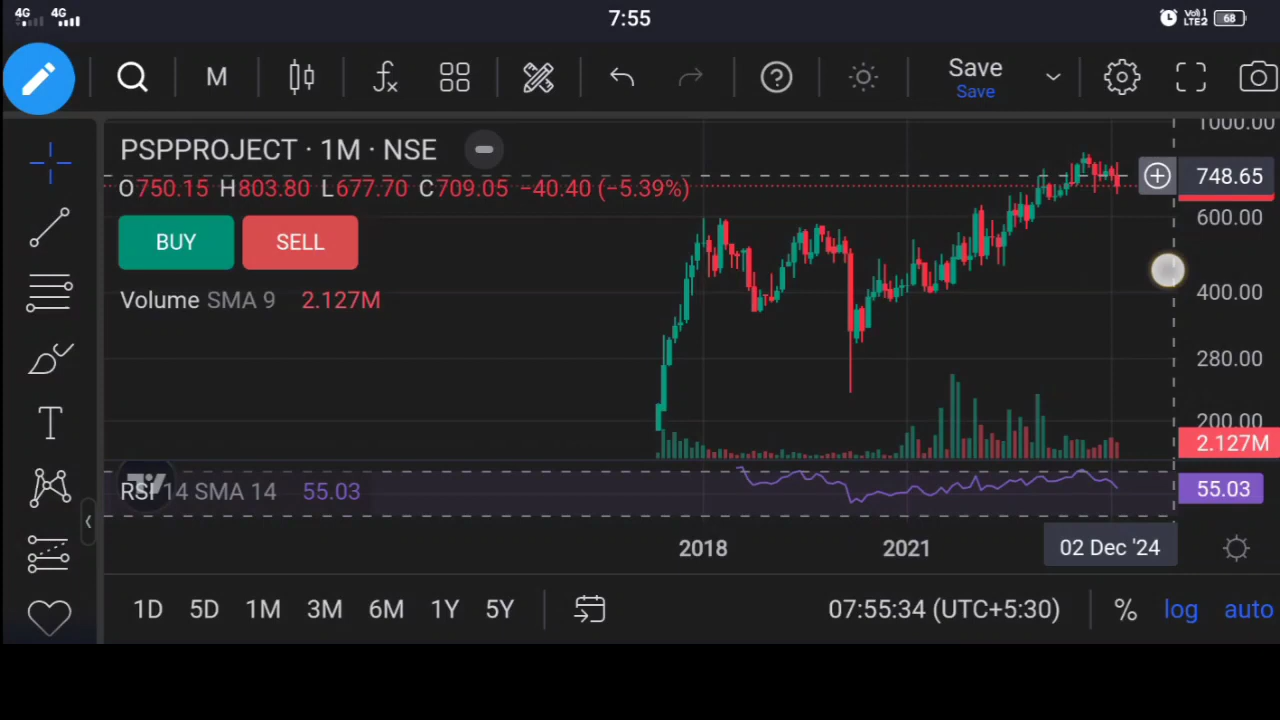 4G 4G 7:55 Vo)) 1 LTE2 68
M fx Save
Save
PSPPROJECT · 1M · NSE
O750.15 H803.80 L677.70 C709.05 −40.40 (−5.39%)
BUY SELL
Volume SMA 9 2.127M
1000.00
748.65
600.00
400.00
280.00
200.00
2.127M
T
RSI 14 SMA 14 55.03
55.03
2018 2021 02 Dec '24
1D 5D 1M 3M 6M 1Y 5Y 07:55:34 (UTC+5:30) % log auto